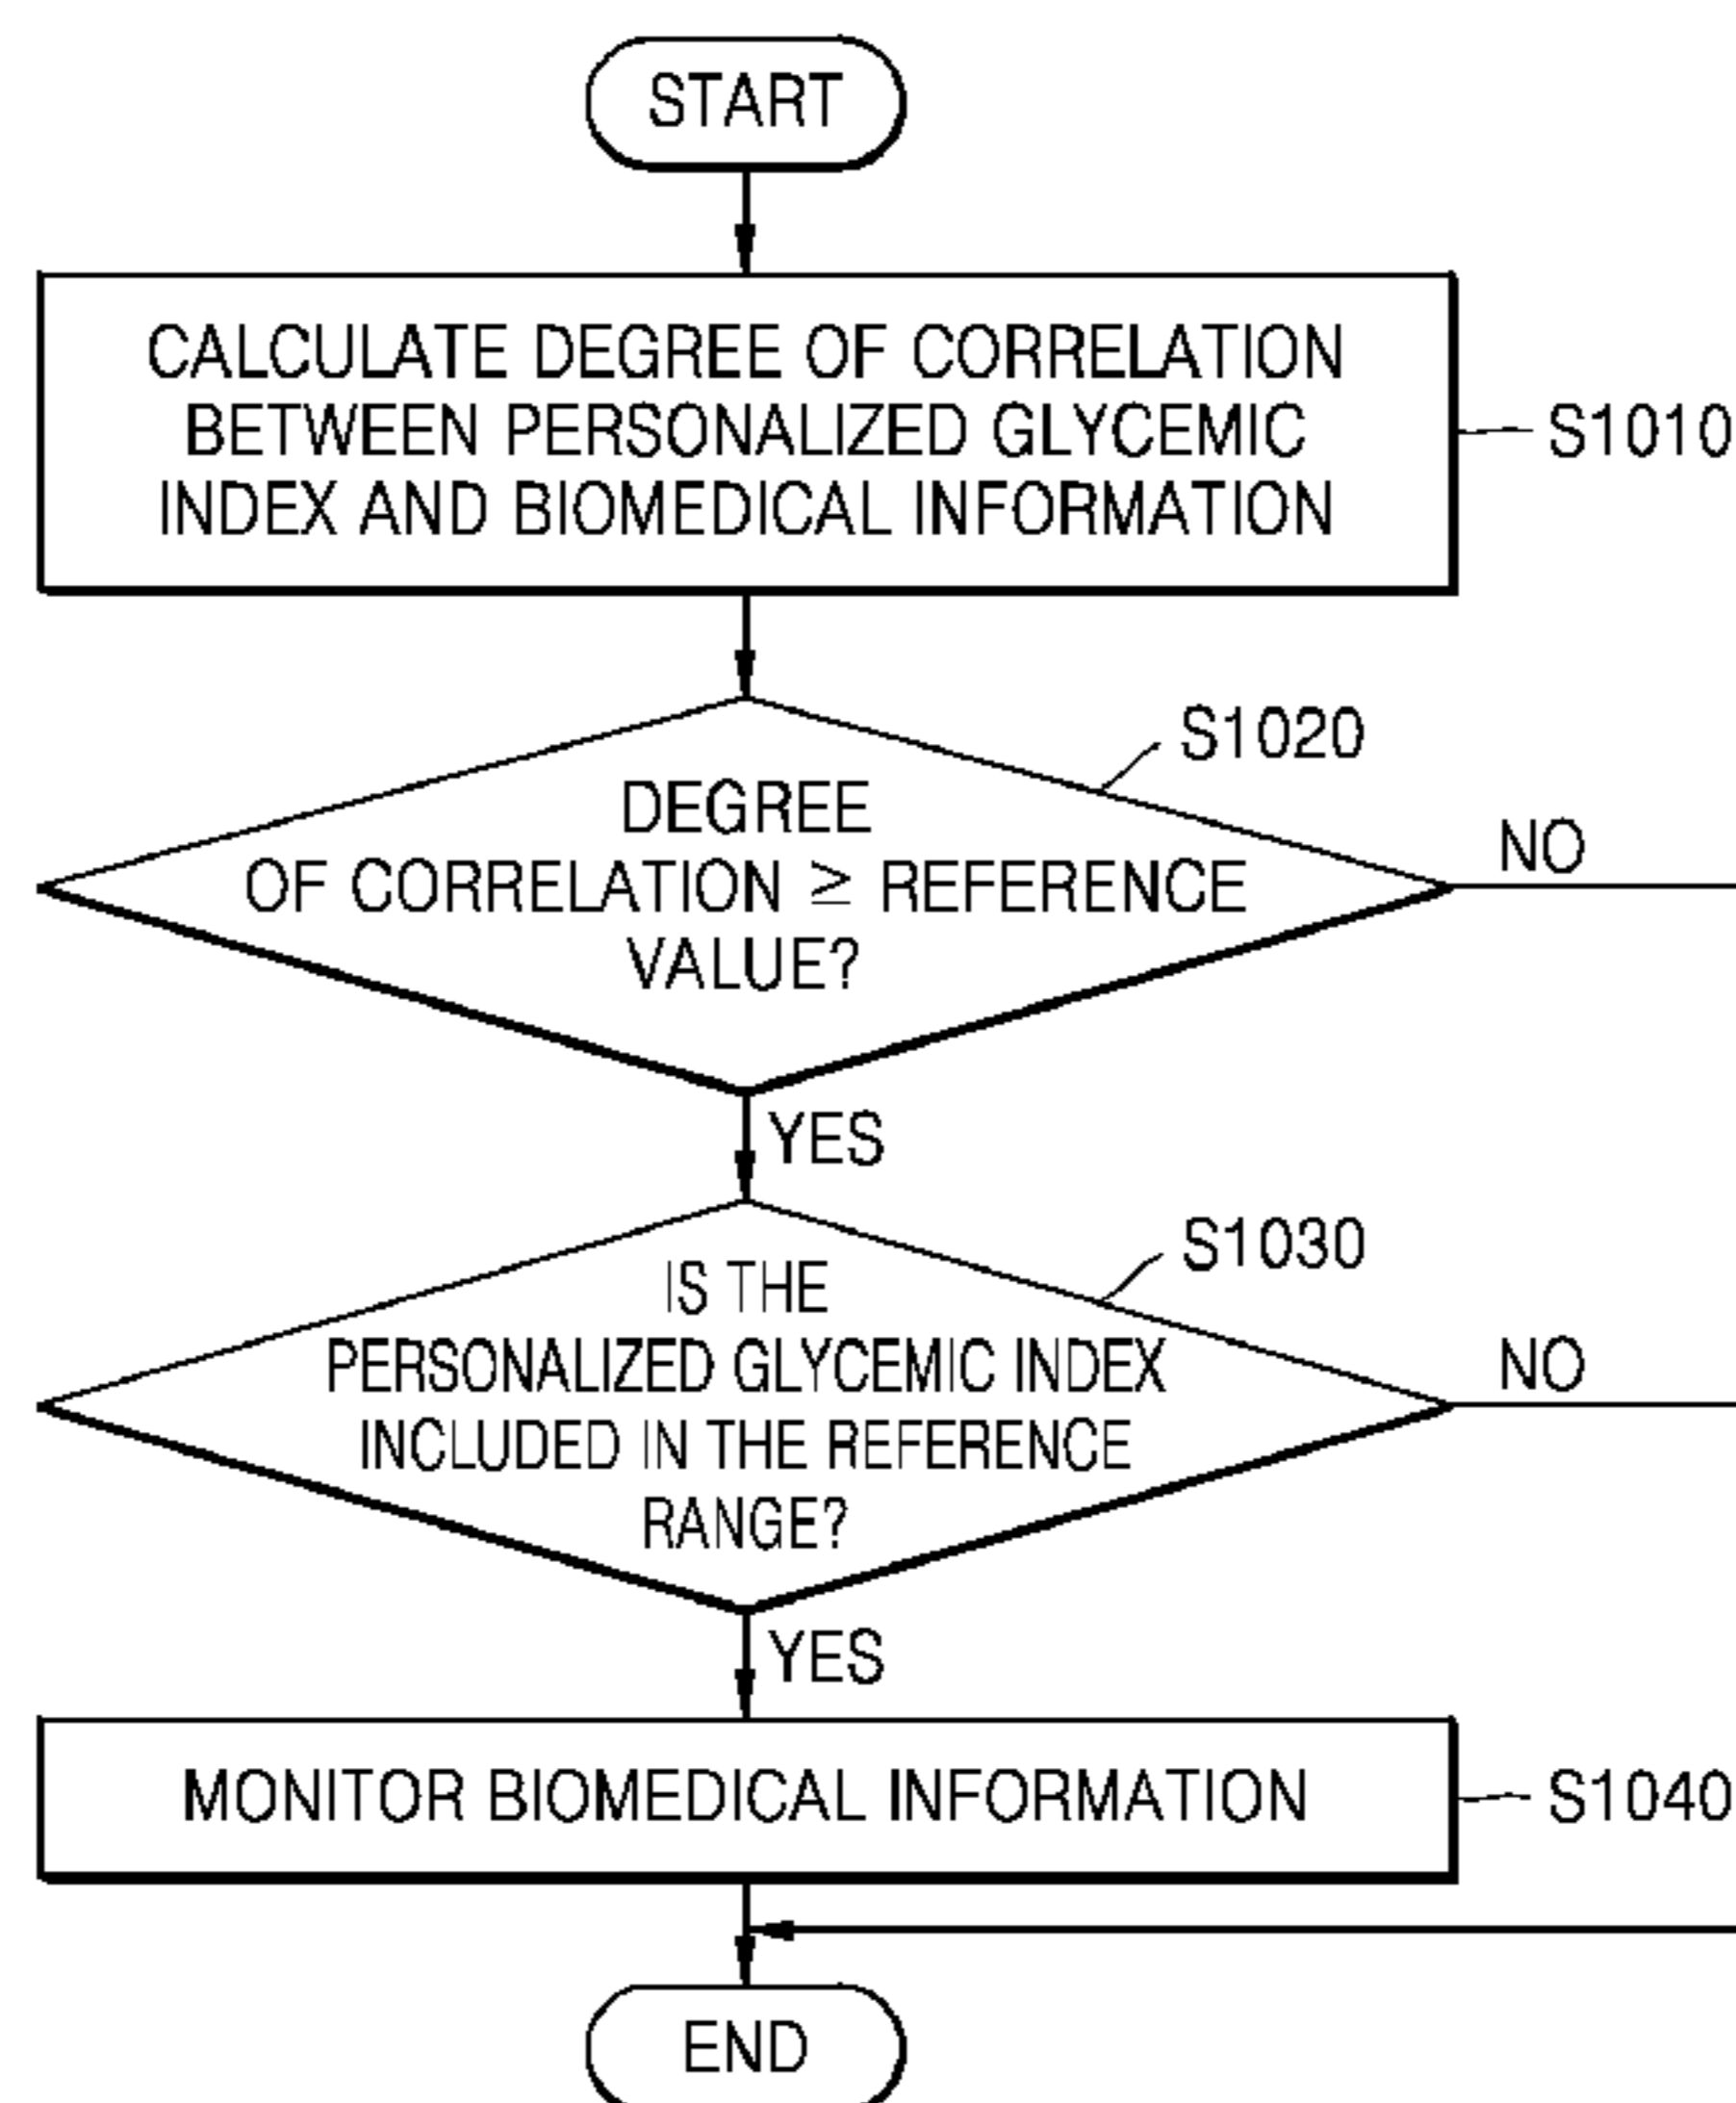 START
CALCULATE DEGREE OF CORRELATION
BETWEEN PERSONALIZED GLYCEMIC
INDEX AND BIOMEDICAL INFORMATION
S1010
S1020
DEGREE
OF CORRELATION ≥ REFERENCE
VALUE?
NO
YES
S1030
IS THE
PERSONALIZED GLYCEMIC INDEX
INCLUDED IN THE REFERENCE
RANGE?
NO
YES
MONITOR BIOMEDICAL INFORMATION
S1040
END